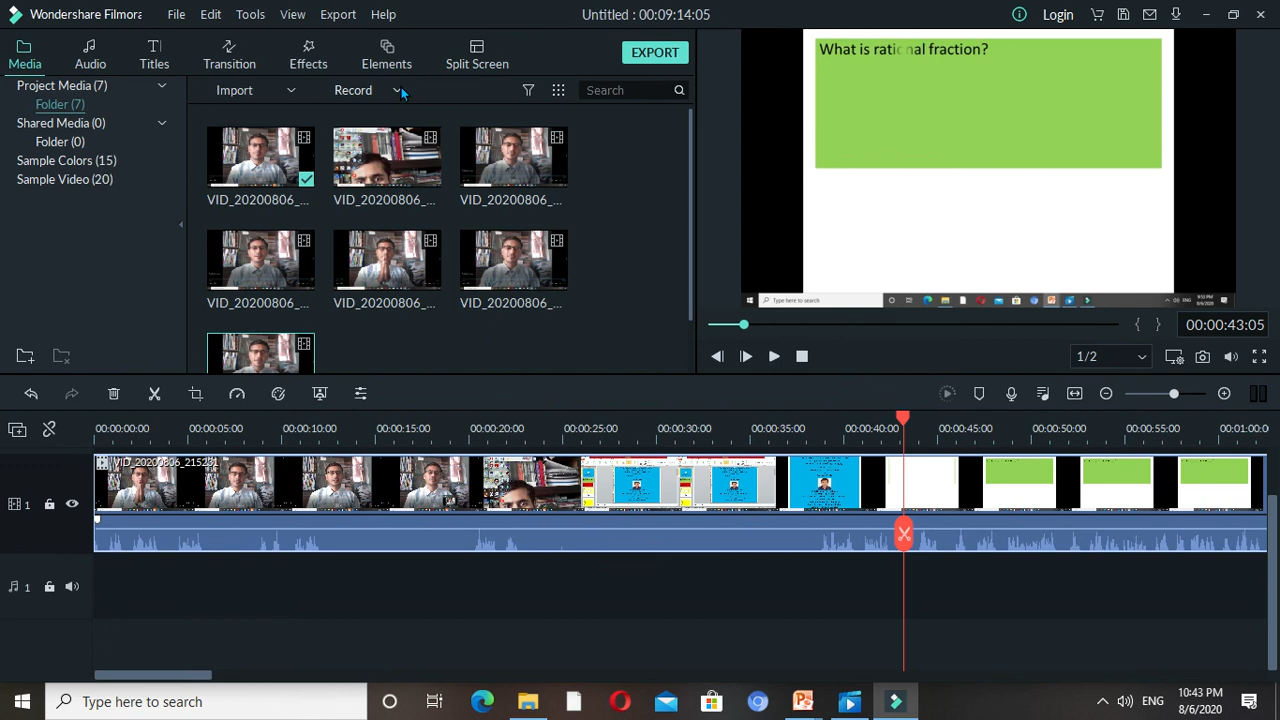 Wondershare Filmora File Edit Tools View Export Help Untitled : 00:09:14:05 Login
Media Audio Titles Transition Effects Elements Split Screen EXPORT
Project Media (7)
Folder (7)
Shared Media (0)
Folder (0)
Sample Colors (15)
Sample Video (20)
Import Record Search
VID_20200806_... VID_20200806_... VID_20200806_...
VID_20200806_... VID_20200806_... VID_20200806_...
What is rational fraction?
Type here to search
00:00:43:05
1/2
00:00:00:00 00:00:05:00 00:00:10:00 00:00:15:00 00:00:20:00 00:00:25:00 00:00:30:00 00:00:35:00 00:00:40:00 00:00:45:00 00:00:50:00 00:00:55:00 00:01:00:0
1
1
Type here to search
ENG
10:43 PM
8/6/2020